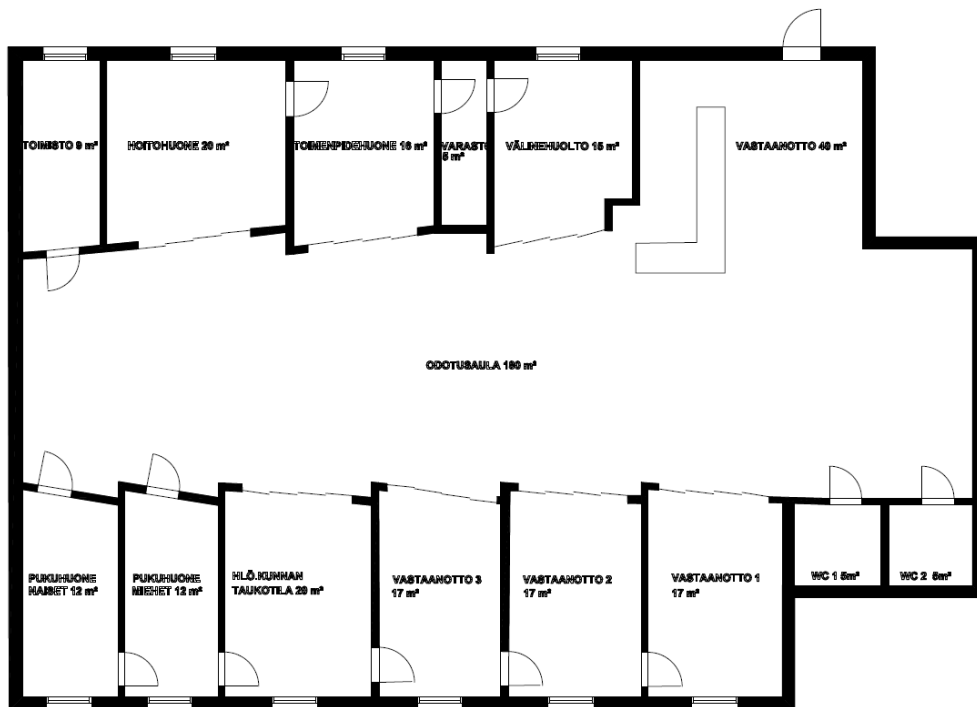 TOIMISTO 9 m²
HOITOHUONE 20 m²
TOIMENPIDEHUONE 16 m²
VARASTO
5 m²
VÄLINEHUOLTO 15 m²
VASTAANOTTO 40 m²
ODOTUSAULA 160 m²
PUKUHUONE
NAISET 12 m²
PUKUHUONE
MIEHET 12 m²
HLÖ.KUNNAN
TAUKOTILA 20 m²
VASTAANOTTO 3
17 m²
VASTAANOTTO 2
17 m²
VASTAANOTTO 1
17 m²
WC 1 5m²
WC 2 5m²